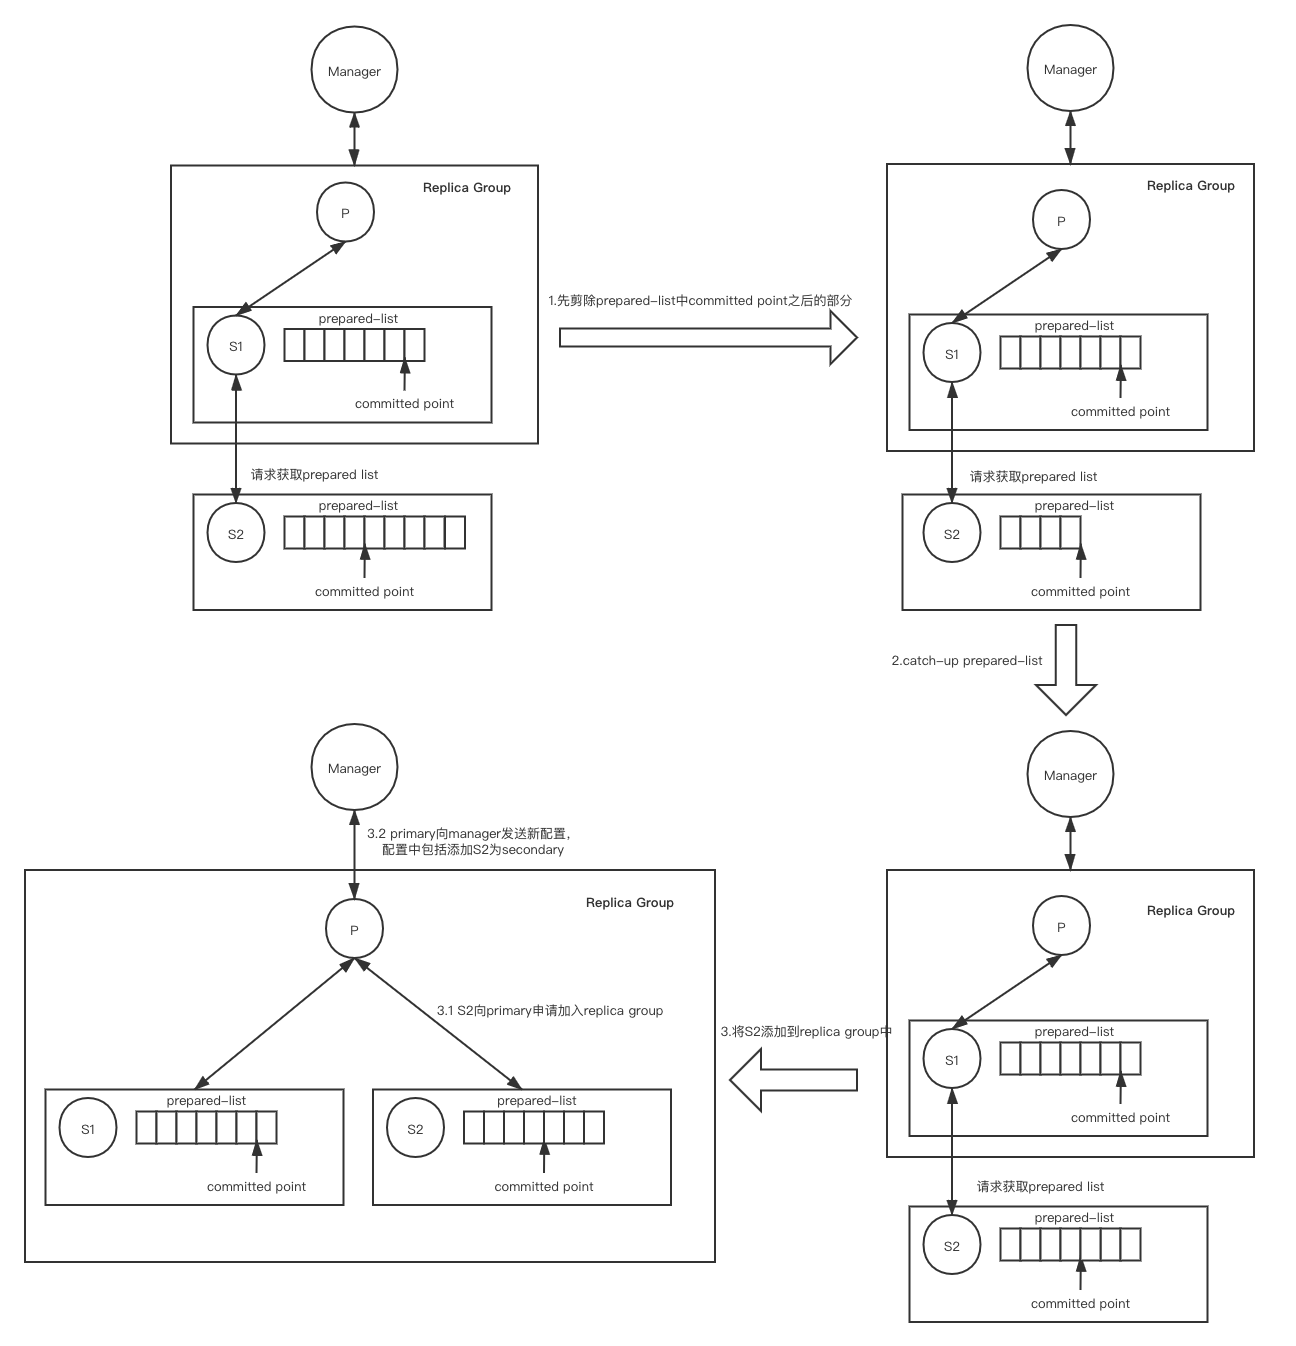 Manager
Replica Group
P
S1
prepared-list
committed point
请求获取prepared list
S2
prepared-list
committed point
1.先剪除prepared-list中committed point之后的部分
Manager
Replica Group
P
S1
prepared-list
committed point
请求获取prepared list
S2
prepared-list
committed point
2.catch-up prepared-list
Manager
Replica Group
P
S1
prepared-list
committed point
请求获取prepared list
S2
prepared-list
committed point
3.将S2添加到replica group中
Manager
3.2 primary向manager发送新配置，
配置中包括添加S2为secondary
Replica Group
P
3.1 S2向primary申请加入replica group
S1
prepared-list
committed point
S2
prepared-list
committed point